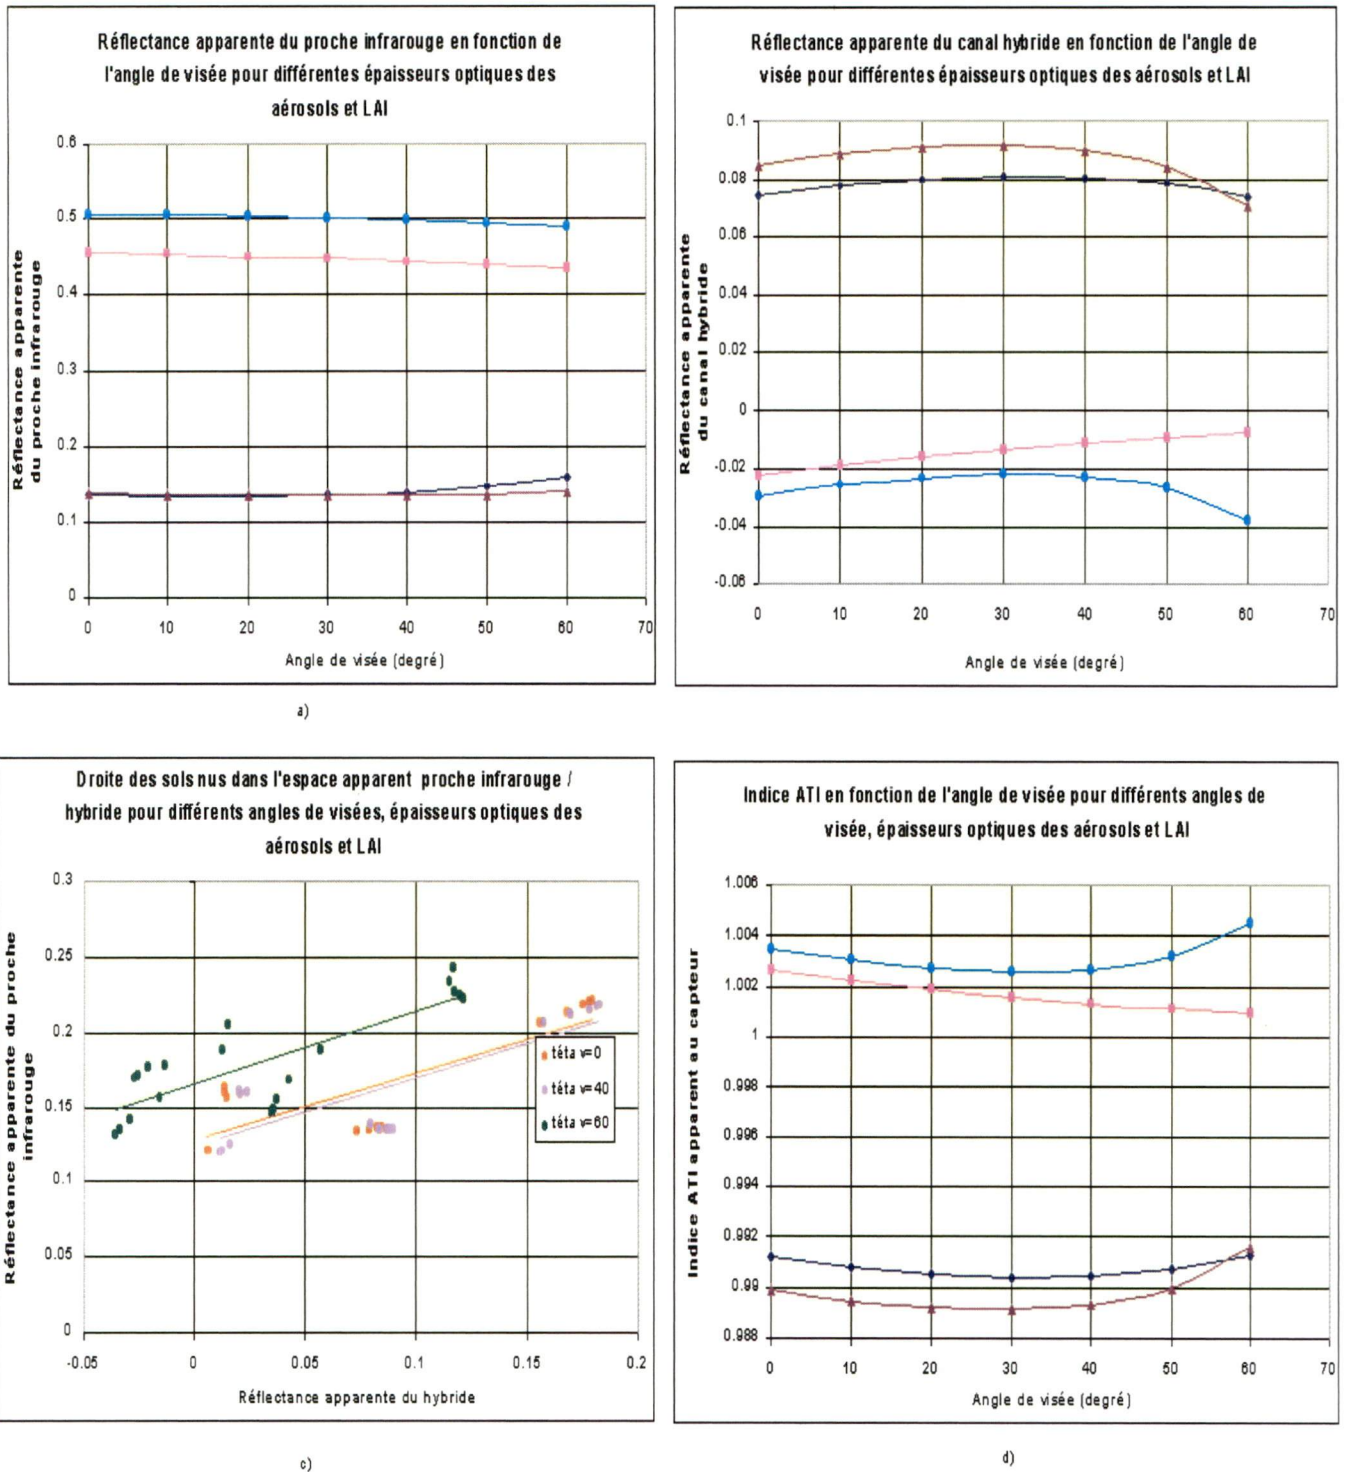 Réflectance apparente du proche infrarouge en fonction de
l'angle de visée pour différentes épaisseurs optiques des
aérosols et LAI
0.6
0.5
0.4
0.3
0.2
0.1
0
0 10 20 30 40 50 60 70
Réflectance apparente
du proche infrarouge
Angle de visée (degré)
a)
Réflectance apparente du canal hybride en fonction de l'angle de
visée pour différentes épaisseurs optiques des aérosols et LAI
0.1
0.08
0.06
0.04
0.02
0
-0.02
-0.04
-0.06
0 10 20 30 40 50 60 70
Réflectance apparente
du canal hybride
Angle de visée (degré)
Droite des sols nus dans l'espace apparent proche infrarouge /
hybride pour différents angles de visées, épaisseurs optiques des
aérosols et LAI
0.3
0.25
0.2
0.15
0.1
0.05
0
-0.05 0 0.05 0.1 0.15 0.2
Réflectance apparente du proche
infrarouge
téta v=0
téta v=40
téta v=60
Réflectance apparente du hybride
c)
Indice ATI en fonction de l'angle de visée pour différents angles de
visée, épaisseurs optiques des aérosols et LAI
1.006
1.004
1.002
1
0.998
0.996
0.994
0.992
0.99
0.988
0 10 20 30 40 50 60 70
Indice ATI apparent au capteur
Angle de visée (degré)
d)